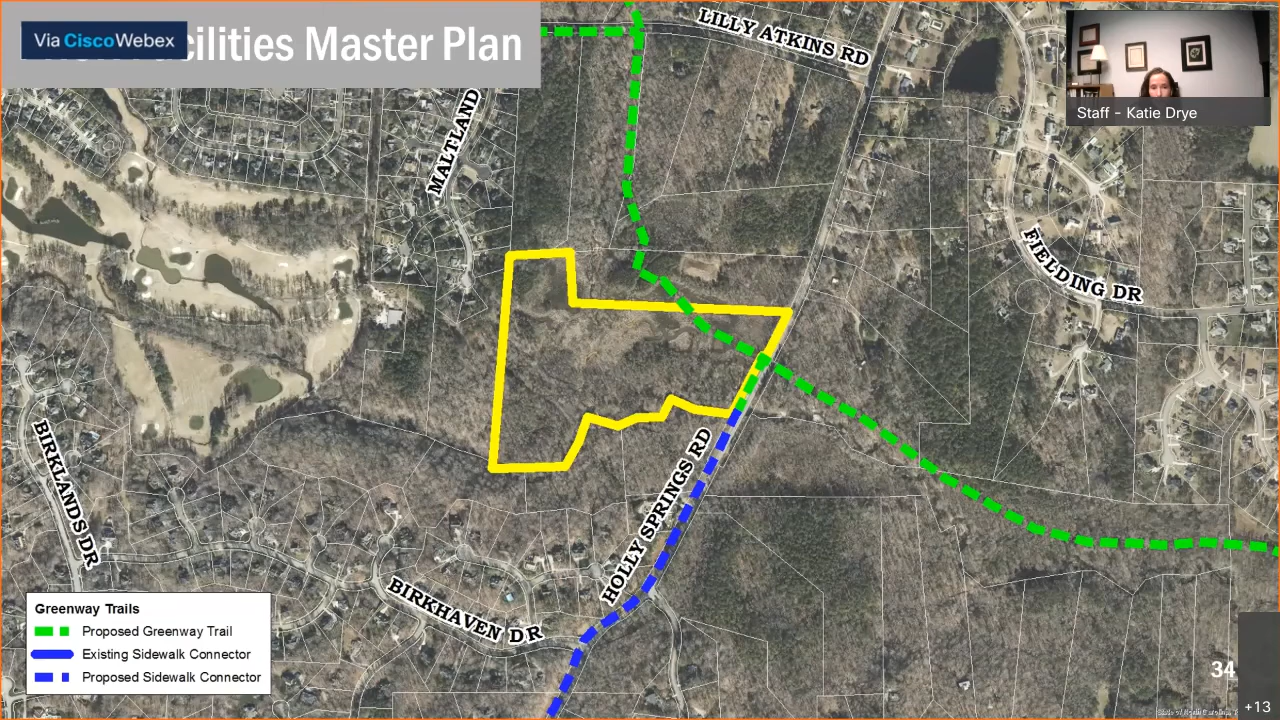 Via Cisco Webex
cilities Master Plan
LILLY ATKINS RD
Staff - Katie Drye
MALTLAND
FIELDING DR
BIRKLANDS DR
HOLLY SPRINGS RD
BIRKHAVEN DR
Greenway Trails
Proposed Greenway Trail
Existing Sidewalk Connector
Proposed Sidewalk Connector
34
+13